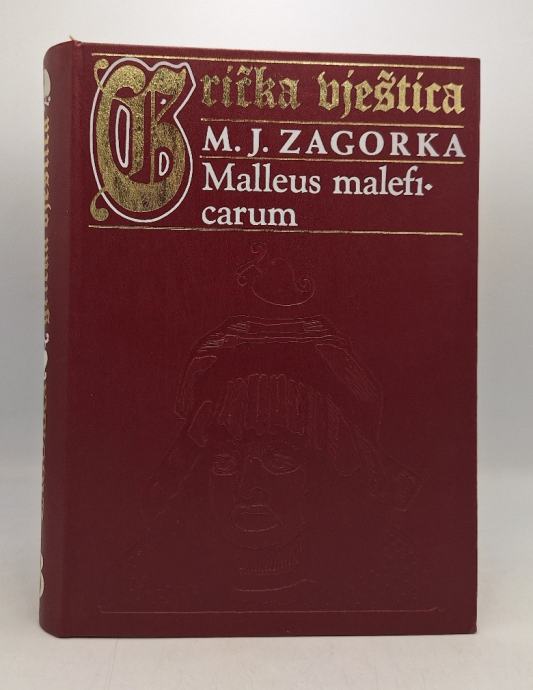 Grička vještica
M. J. ZAGORKA
Malleus malefi·
carum